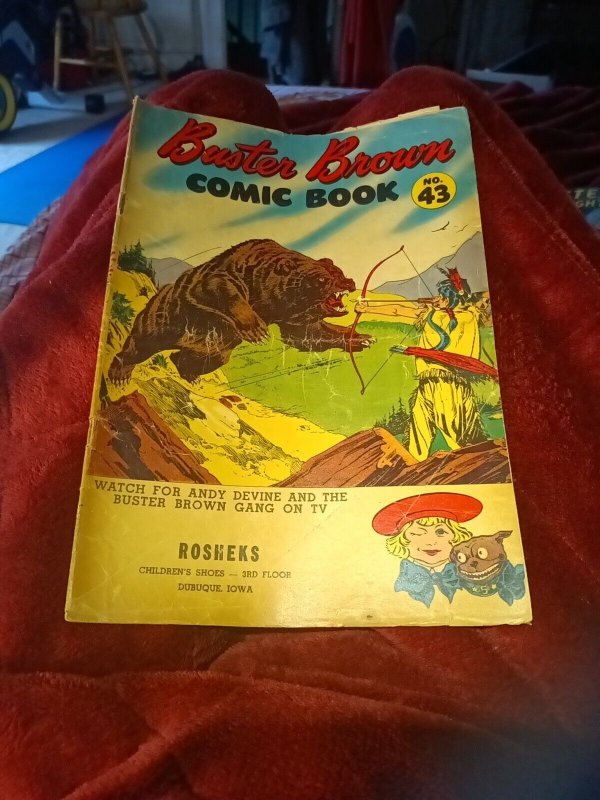 Buster Brown
COMIC BOOK
NO.
43
WATCH FOR ANDY DEVINE AND THE
BUSTER BROWN GANG ON TV
ROSHEKS
CHILDREN'S SHOES — 3RD FLOOR
DUBUQUE, IOWA